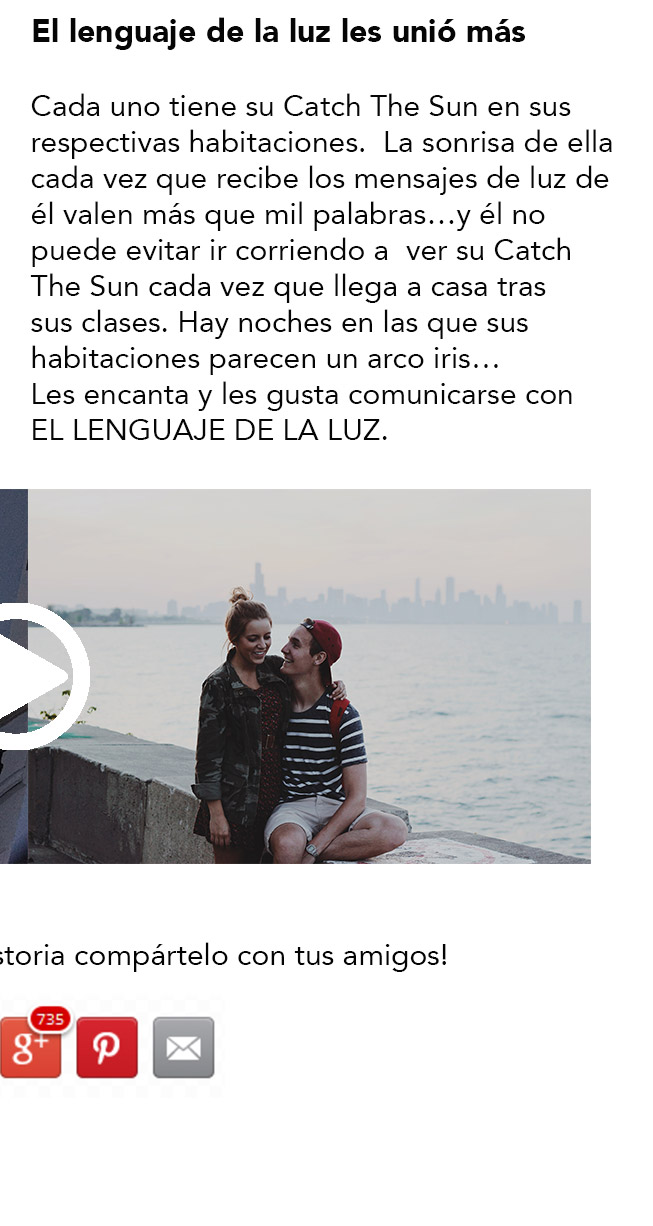 El lenguaje de la luz les unió más
Cada uno tiene su Catch The Sun en sus
respectivas habitaciones.  La sonrisa de ella
cada vez que recibe los mensajes de luz de
él valen más que mil palabras…y él no
puede evitar ir corriendo a  ver su Catch
The Sun cada vez que llega a casa tras
sus clases. Hay noches en las que sus
habitaciones parecen un arco iris…
Les encanta y les gusta comunicarse con
EL LENGUAJE DE LA LUZ.
compártelo con tus amigos!
735
g+